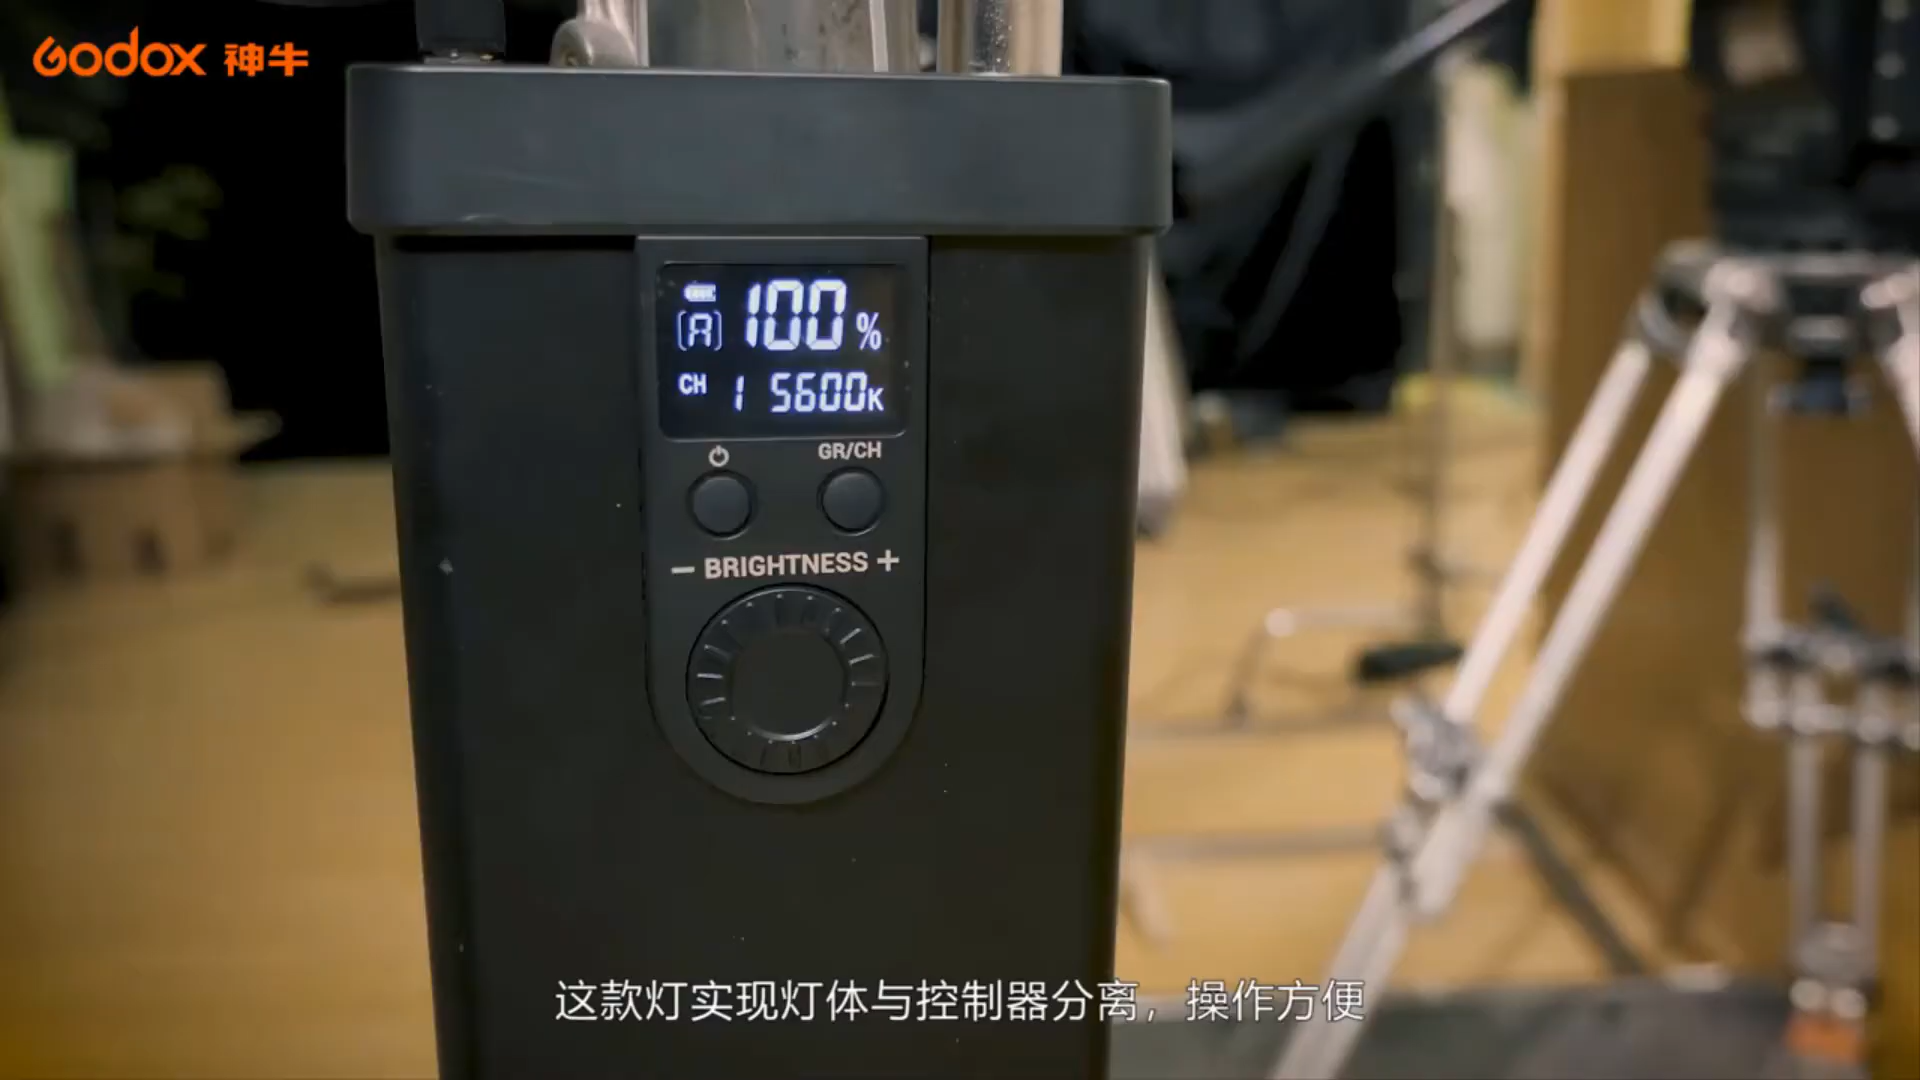 Godox 神牛
[A] 100 %
CH 1 5600K
GR/CH
- BRIGHTNESS +
这款灯实现灯体与控制器分离，操作方便